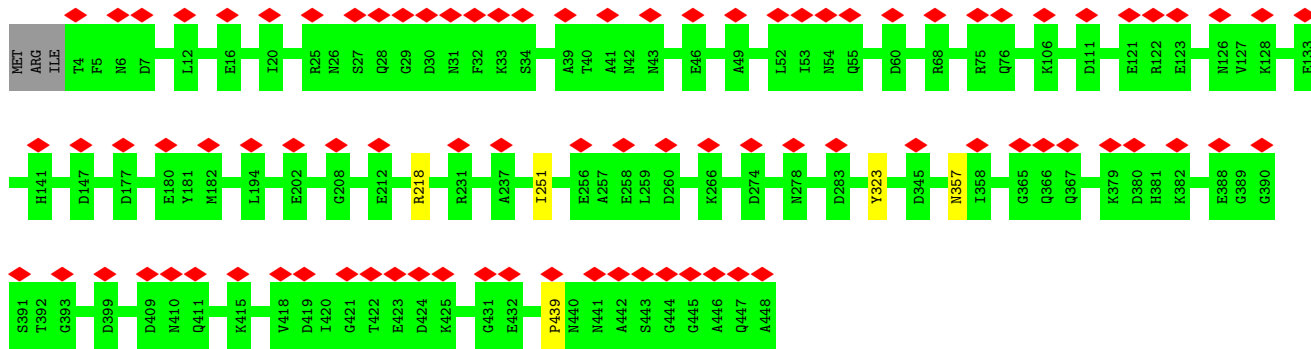 MET ARG ILE T4 F5 N6 D7 L12 E16 I20 R25 N26 S27 Q28 G29 D30 N31 F32 K33 S34 A39 T40 A41 N42 N43 E46 A49 L52 I53 N54 Q55 D60 R68 R75 Q76 K106 D111 E121 R122 E123 N126 V127 K128 E133
H141 D147 D177 E180 Y181 M182 L194 E202 G208 E212 R218 R231 A237 I251 E256 A257 E258 L259 D260 K266 D274 N278 D283 Y323 D345 N357 I358 G365 Q366 Q367 K379 D380 H381 K382 E388 G389 G390
S391 T392 G393 D399 D409 N410 Q411 K415 V418 D419 I420 G421 T422 E423 D424 K425 G431 E432 P439 N440 N441 A442 S443 G444 G445 A446 Q447 A448